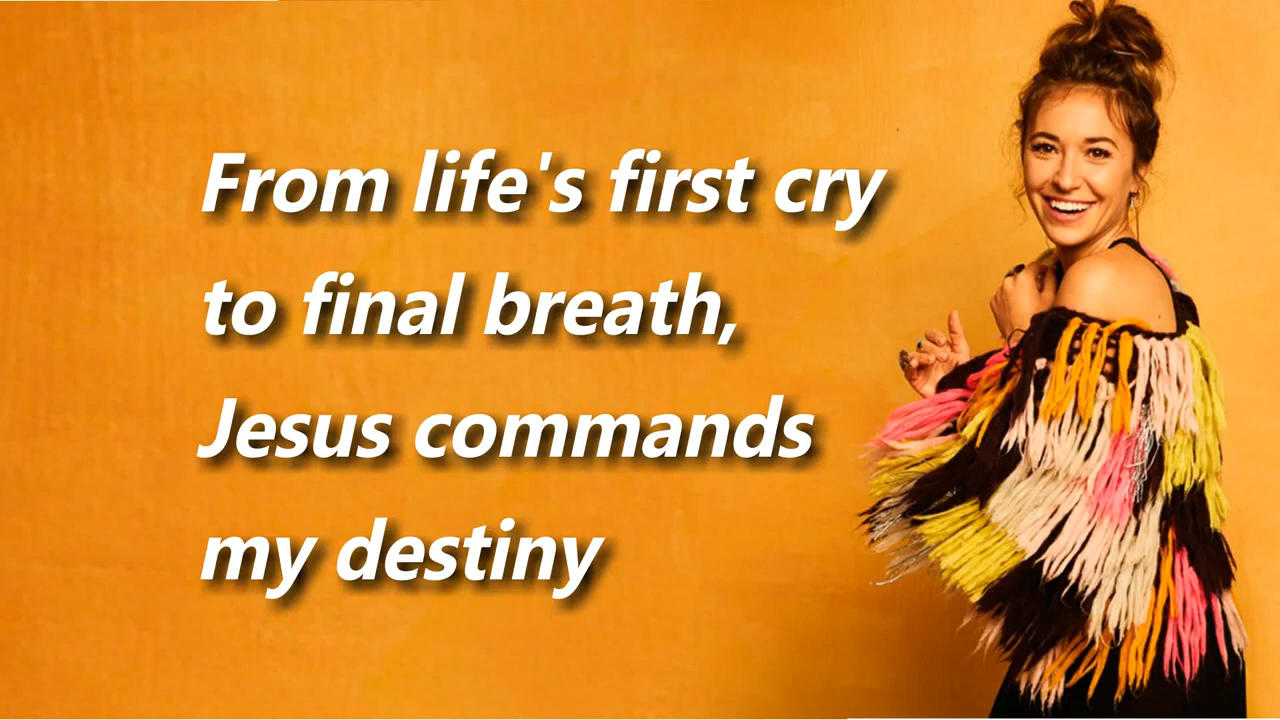 From life's first cry
to final breath,
Jesus commands
my destiny